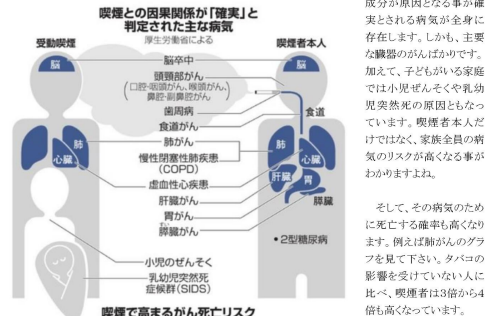 喫煙との因果関係が「確実」と
判定された主な病気
厚生労働省による
受動喫煙
喫煙者本人
脳
脳
脳卒中
頭頸部がん
(口腔・咽頭がん、喉頭がん、
鼻腔・副鼻腔がん)
歯周病
食道がん
食道
肺がん
肺
肺
慢性閉塞性肺疾患
(COPD)
心臓
心臓
虚血性心疾患
肝臓
胃
肝臓がん
胃がん
膵臓
膵臓がん
・2型糖尿病
小児のぜんそく
乳幼児突然死
症候群(SIDS)
喫煙で高まるがん死亡リスク
成分が原因となる事が確
実とされる病気が全身に
存在します。しかも、主要
な臓器のがんばかりです。
加えて、子どもがいる家庭
では小児ぜんそくや乳幼
児突然死の原因ともなっ
ています。喫煙者本人だ
けではなく、家族全員の病
気のリスクが高くなる事が
わかりますよね。
そして、その病気のため
に死亡する確率も高くなり
ます。例えば肺がんのグラ
フを見て下さい。タバコの
影響を受けていない人に
比べ、喫煙者は3倍から4
倍も高くなっています。